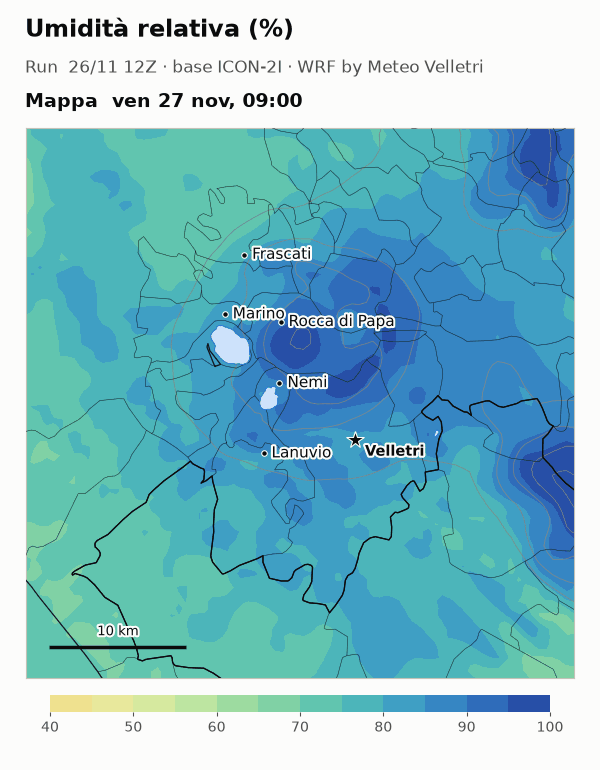 Umidità relativa (%)
Run  26/11 12Z · base ICON-2I · WRF by Meteo Velletri
Mappa  ven 27 nov, 09:00
Frascati
Marino
Rocca di Papa
Nemi
Velletri
Lanuvio
10 km
40 50 60 70 80 90 100